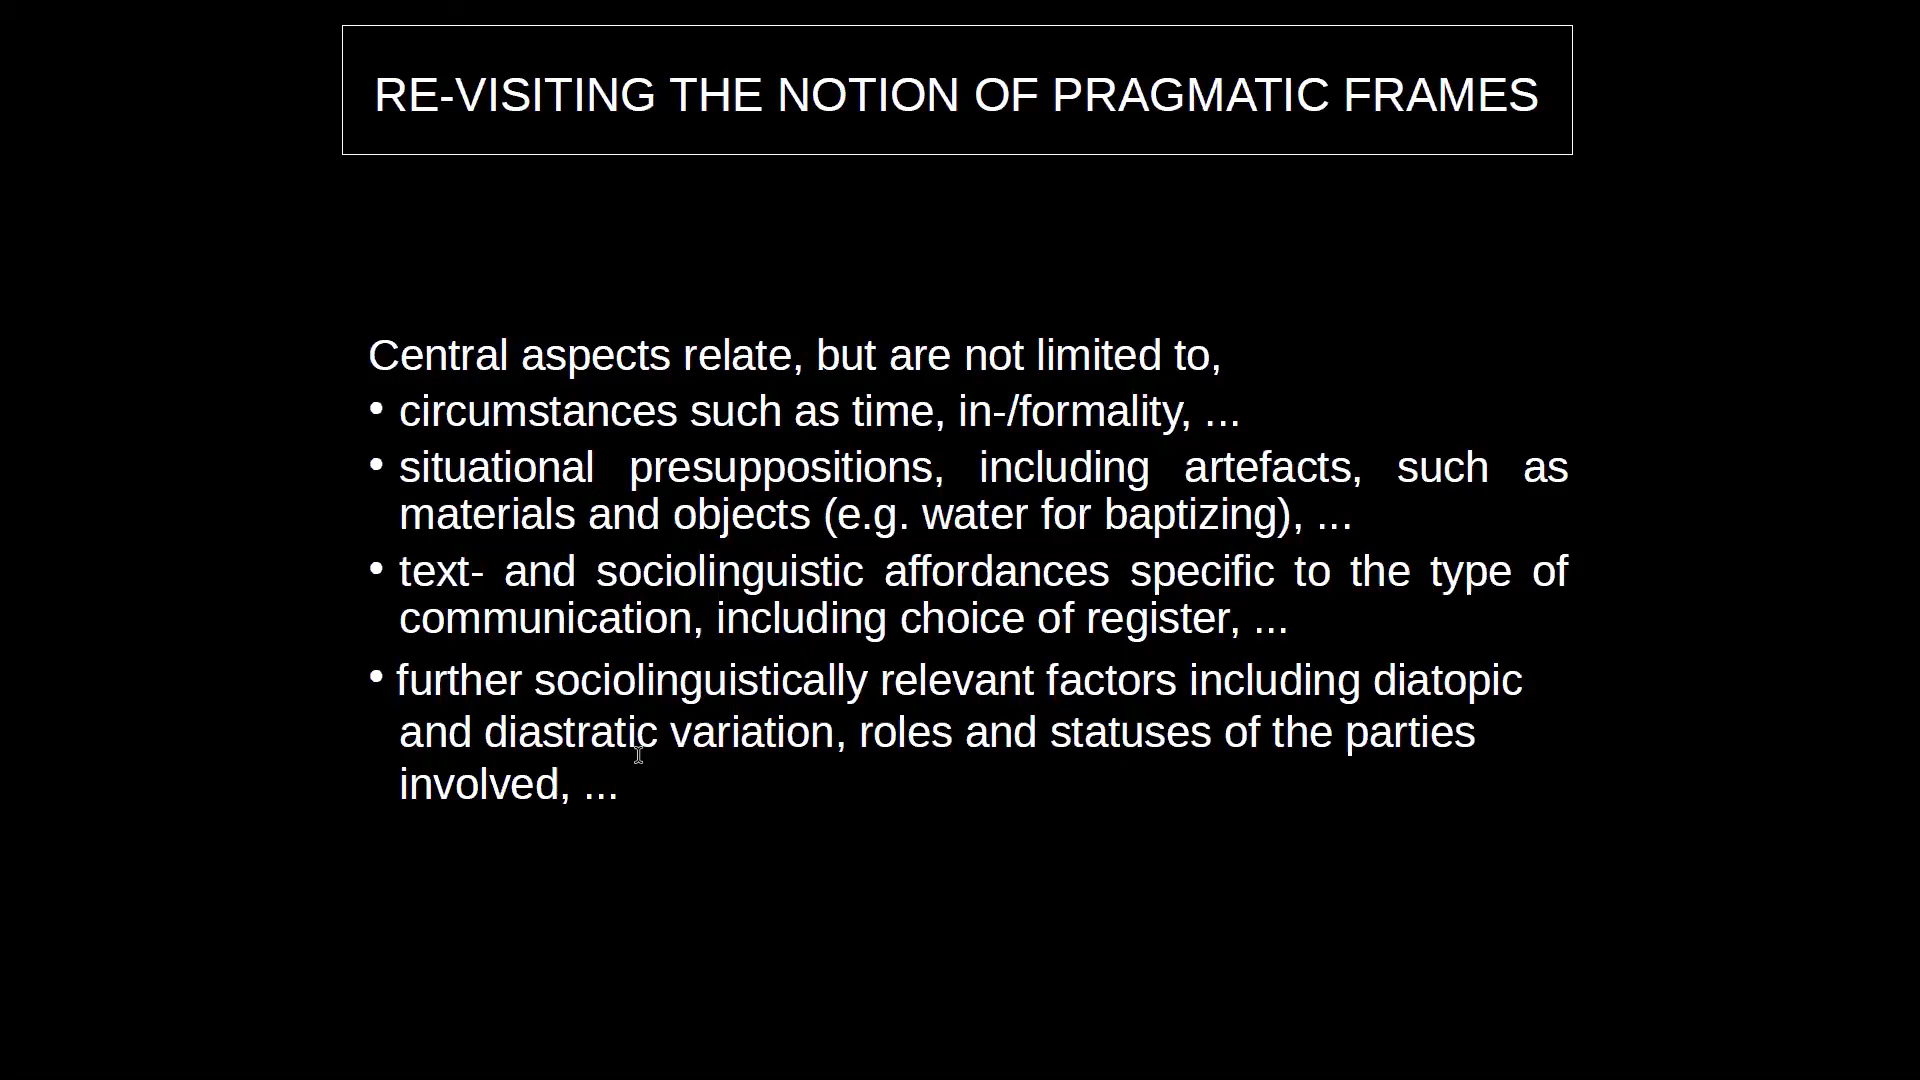 RE-VISITING THE NOTION OF PRAGMATIC FRAMES
Central aspects relate, but are not limited to,
• circumstances such as time, in-/formality, ...
• situational presuppositions, including artefacts, such as
materials and objects (e.g. water for baptizing), ...
• text- and sociolinguistic affordances specific to the type of
communication, including choice of register, ...
• further sociolinguistically relevant factors including diatopic
and diastratic variation, roles and statuses of the parties
involved, ...